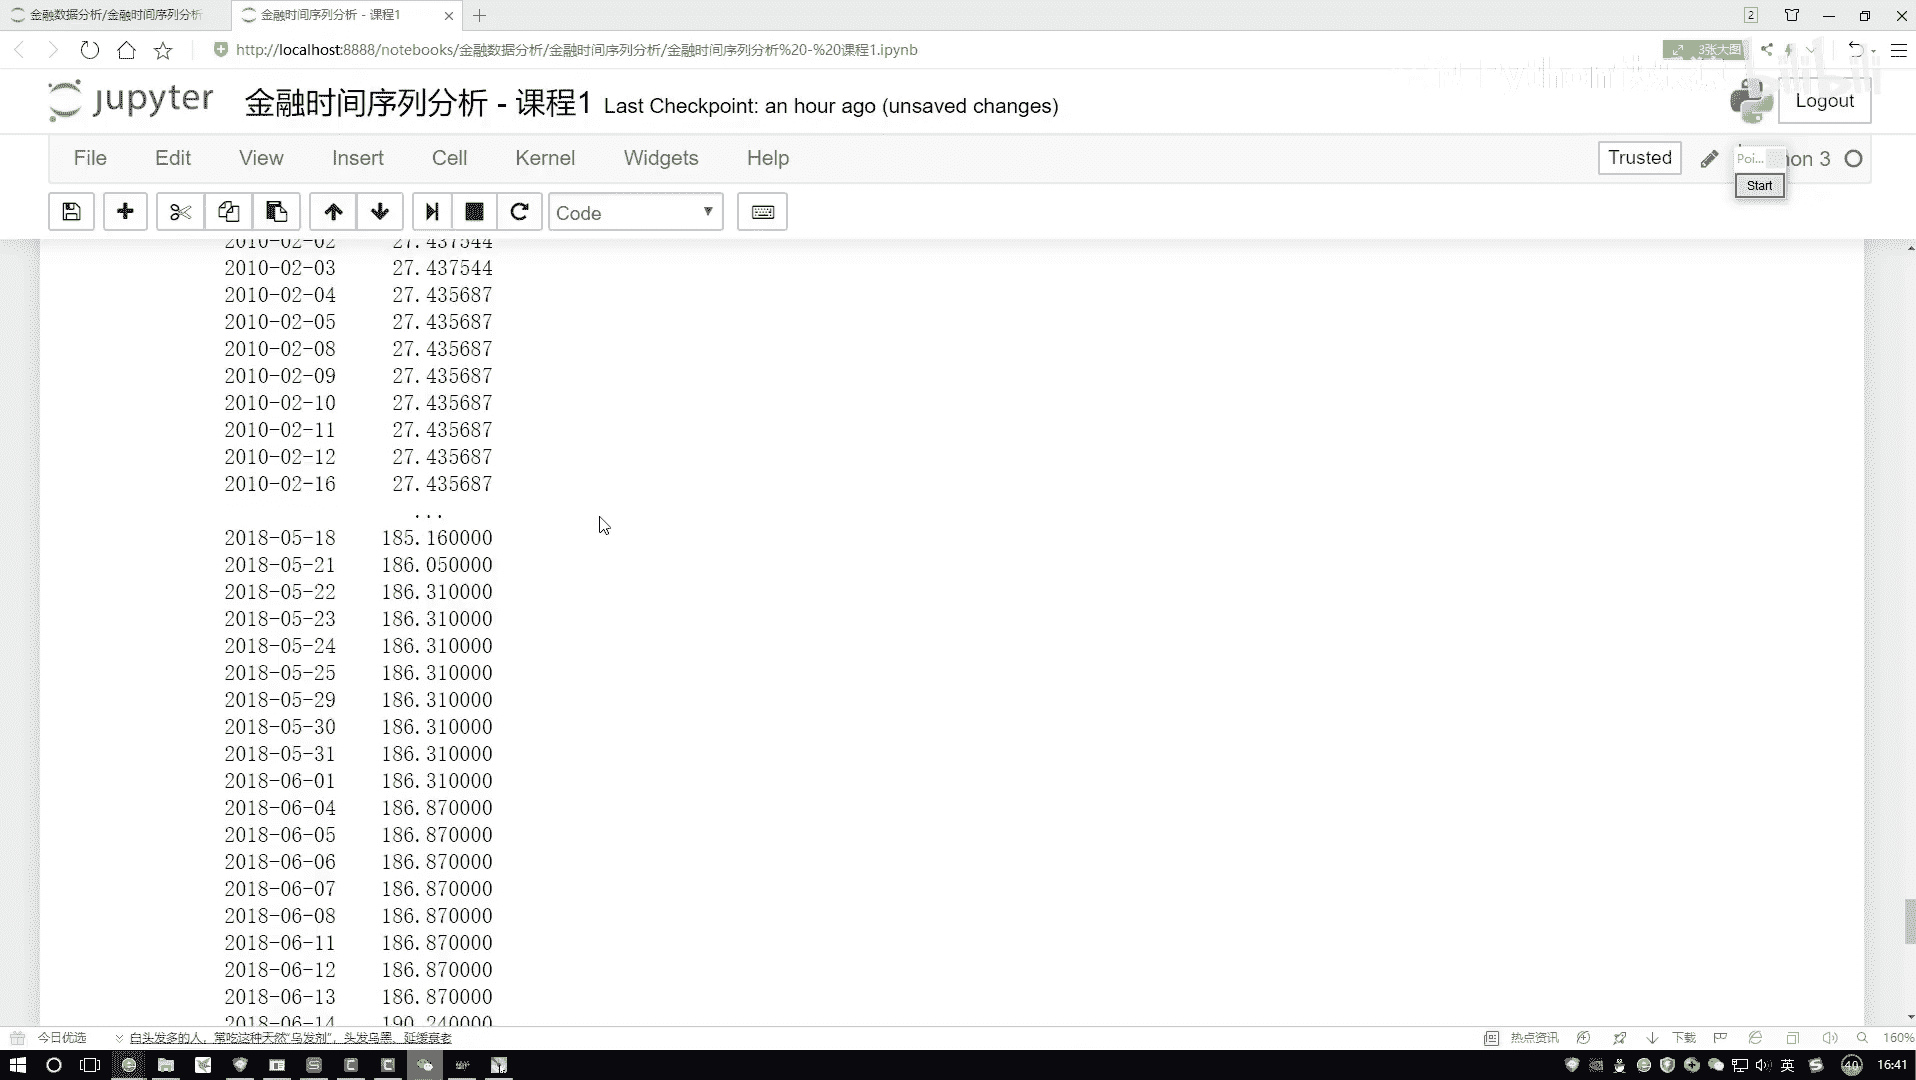 金融数据分析/金融时间序列分析
金融时间序列分析 - 课程1
2
http://localhost:8888/notebooks/金融数据分析/金融时间序列分析/金融时间序列分析%20-%20课程1.ipynb
3张大图
bilibili
jupyter
金融时间序列分析 - 课程1
Last Checkpoint: an hour ago (unsaved changes)
Logout
File Edit View Insert Cell Kernel Widgets Help
Trusted
Poi...
hon 3
Start
Code
2010-02-02 27.437544
2010-02-03 27.437544
2010-02-04 27.435687
2010-02-05 27.435687
2010-02-08 27.435687
2010-02-09 27.435687
2010-02-10 27.435687
2010-02-11 27.435687
2010-02-12 27.435687
2010-02-16 27.435687
...
2018-05-18 185.160000
2018-05-21 186.050000
2018-05-22 186.310000
2018-05-23 186.310000
2018-05-24 186.310000
2018-05-25 186.310000
2018-05-29 186.310000
2018-05-30 186.310000
2018-05-31 186.310000
2018-06-01 186.310000
2018-06-04 186.870000
2018-06-05 186.870000
2018-06-06 186.870000
2018-06-07 186.870000
2018-06-08 186.870000
2018-06-11 186.870000
2018-06-12 186.870000
2018-06-13 186.870000
2018-06-14 190.240000
今日优选
白头发多的人，常吃这种天然“乌发剂”，头发乌黑、延缓衰老
热点资讯
下载
160%
英
40
16:41